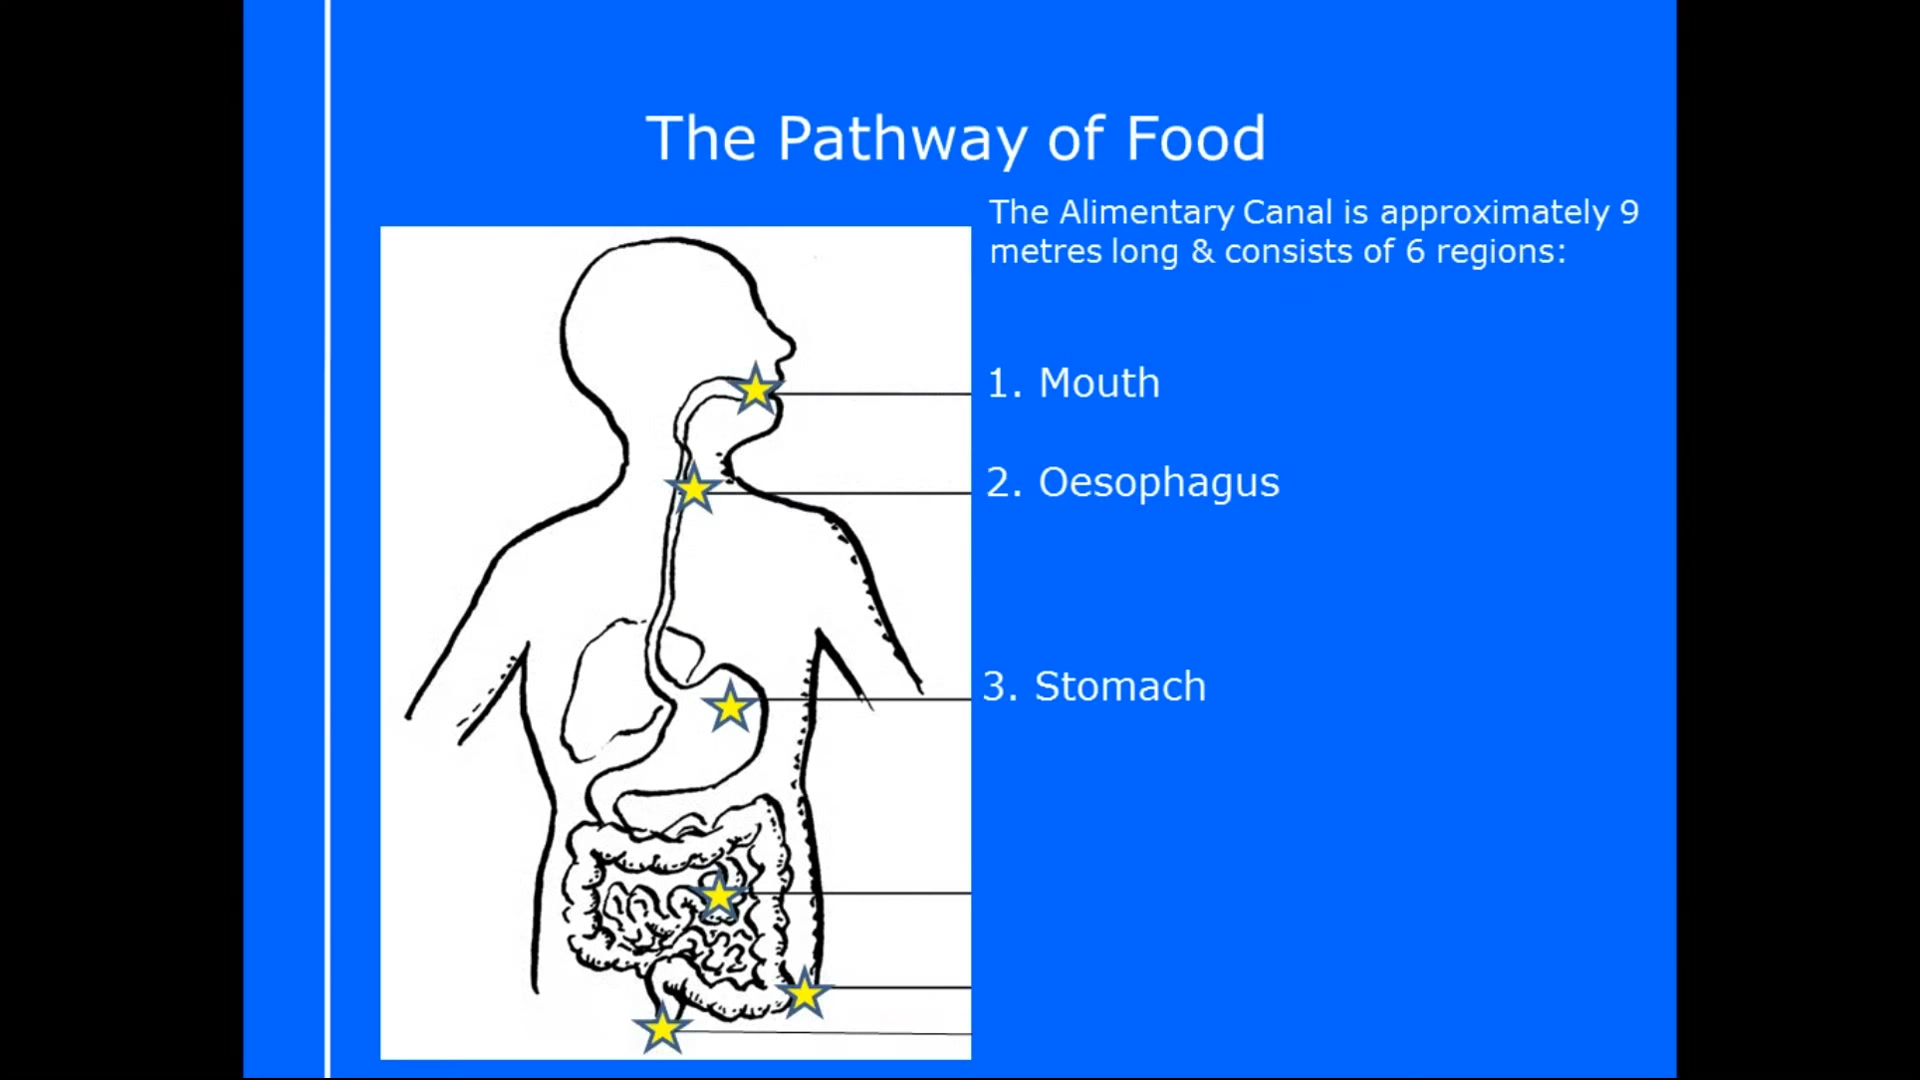 The Pathway of Food
The Alimentary Canal is approximately 9
metres long & consists of 6 regions:
1. Mouth
2. Oesophagus
3. Stomach